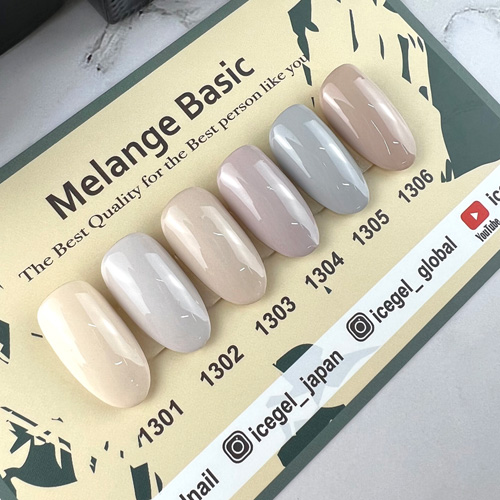 Melange Basic
The Best Quality for the Best person like you
1301
1302
1303
1304
1305
1306
icegel_japan
icegel_global
YouTube